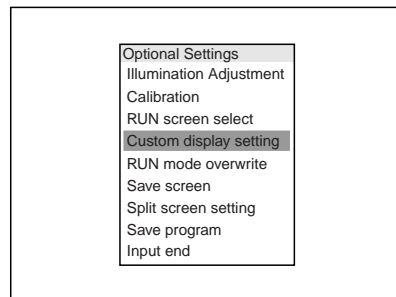 Optional Settings
Illumination Adjustment
Calibration
RUN screen select
Custom display setting
RUN mode overwrite
Save screen
Split screen setting
Save program
Input end